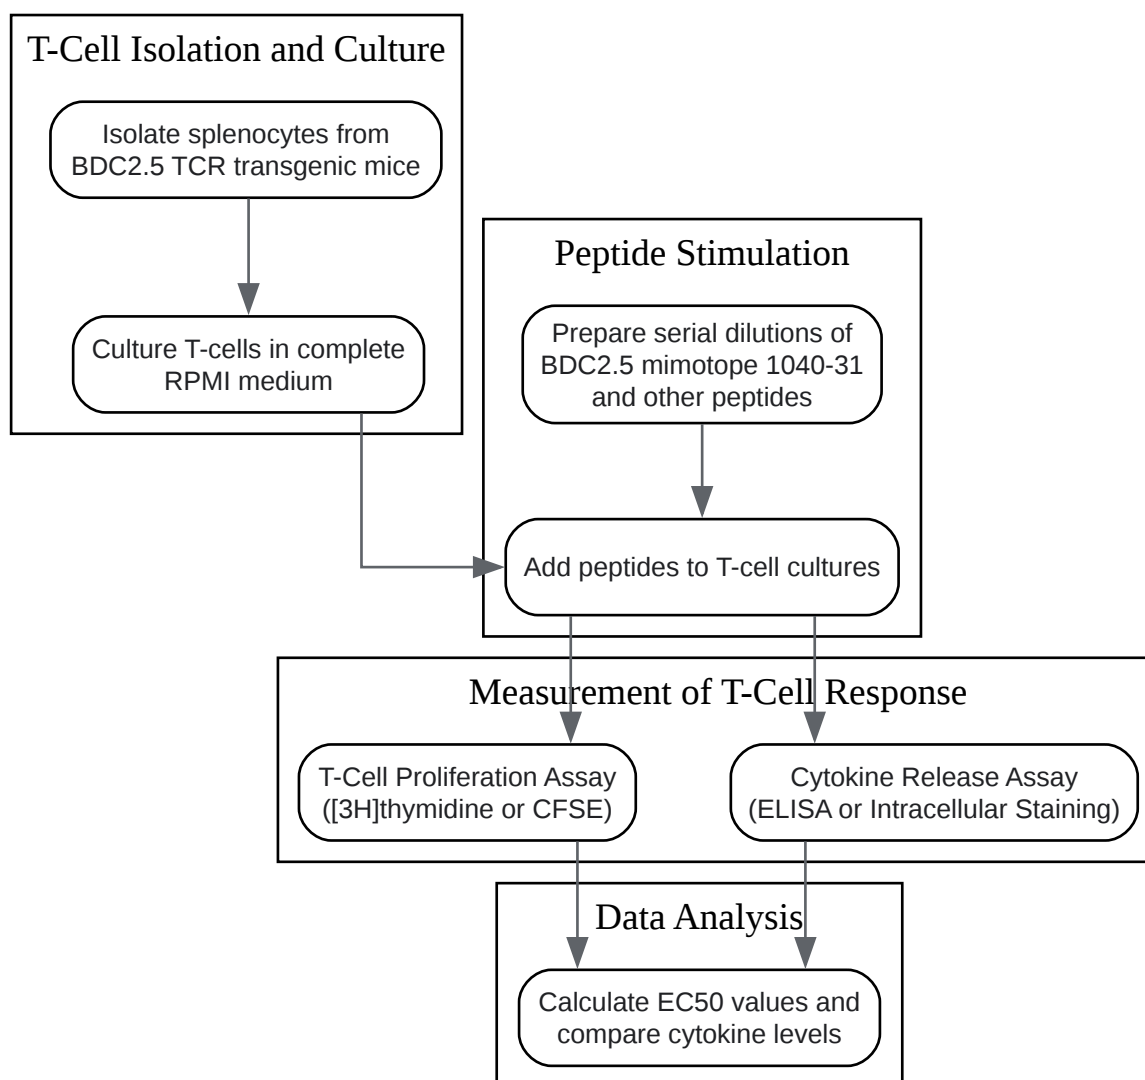 T-Cell Isolation and Culture
Isolate splenocytes from
BDC2.5 TCR transgenic mice
Culture T-cells in complete
RPMI medium
Peptide Stimulation
Prepare serial dilutions of
BDC2.5 mimotope 1040-31
and other peptides
Add peptides to T-cell cultures
Measurement of T-Cell Response
T-Cell Proliferation Assay
([3H]thymidine or CFSE)
Cytokine Release Assay
(ELISA or Intracellular Staining)
Data Analysis
Calculate EC50 values and
compare cytokine levels